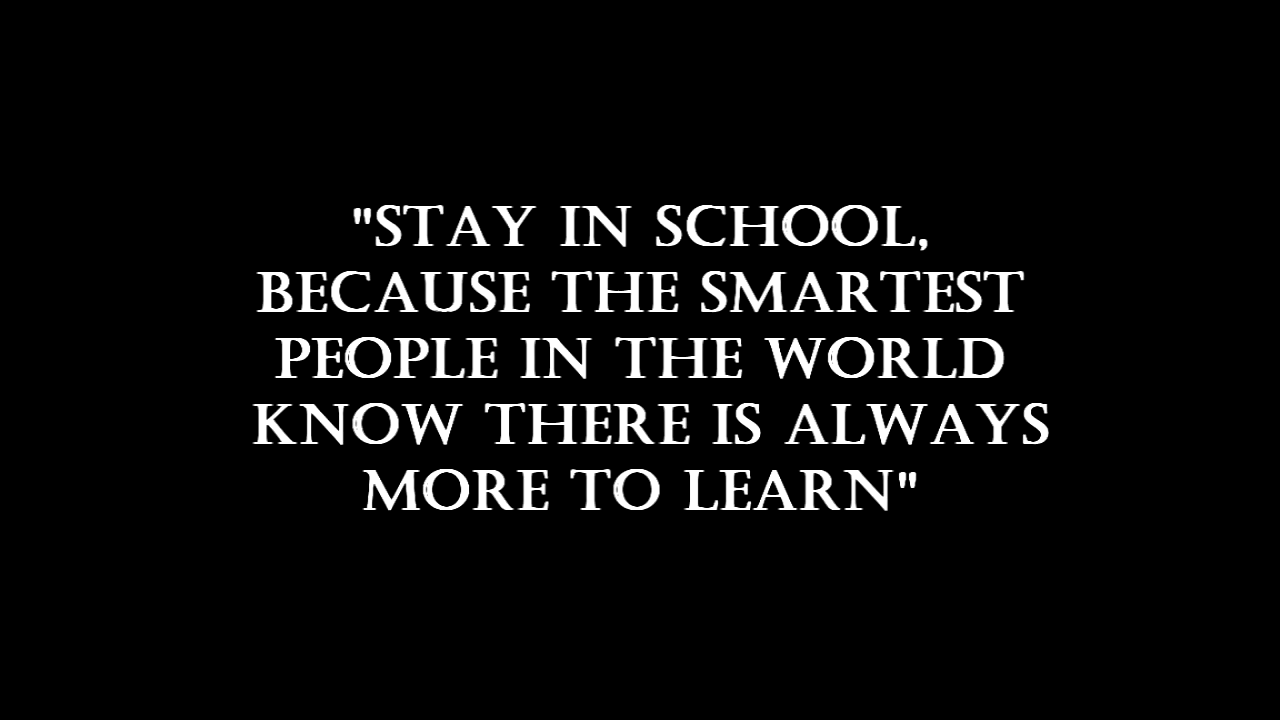 "STAY IN SCHOOL,
BECAUSE THE SMARTEST
PEOPLE IN THE WORLD
KNOW THERE IS ALWAYS
MORE TO LEARN"